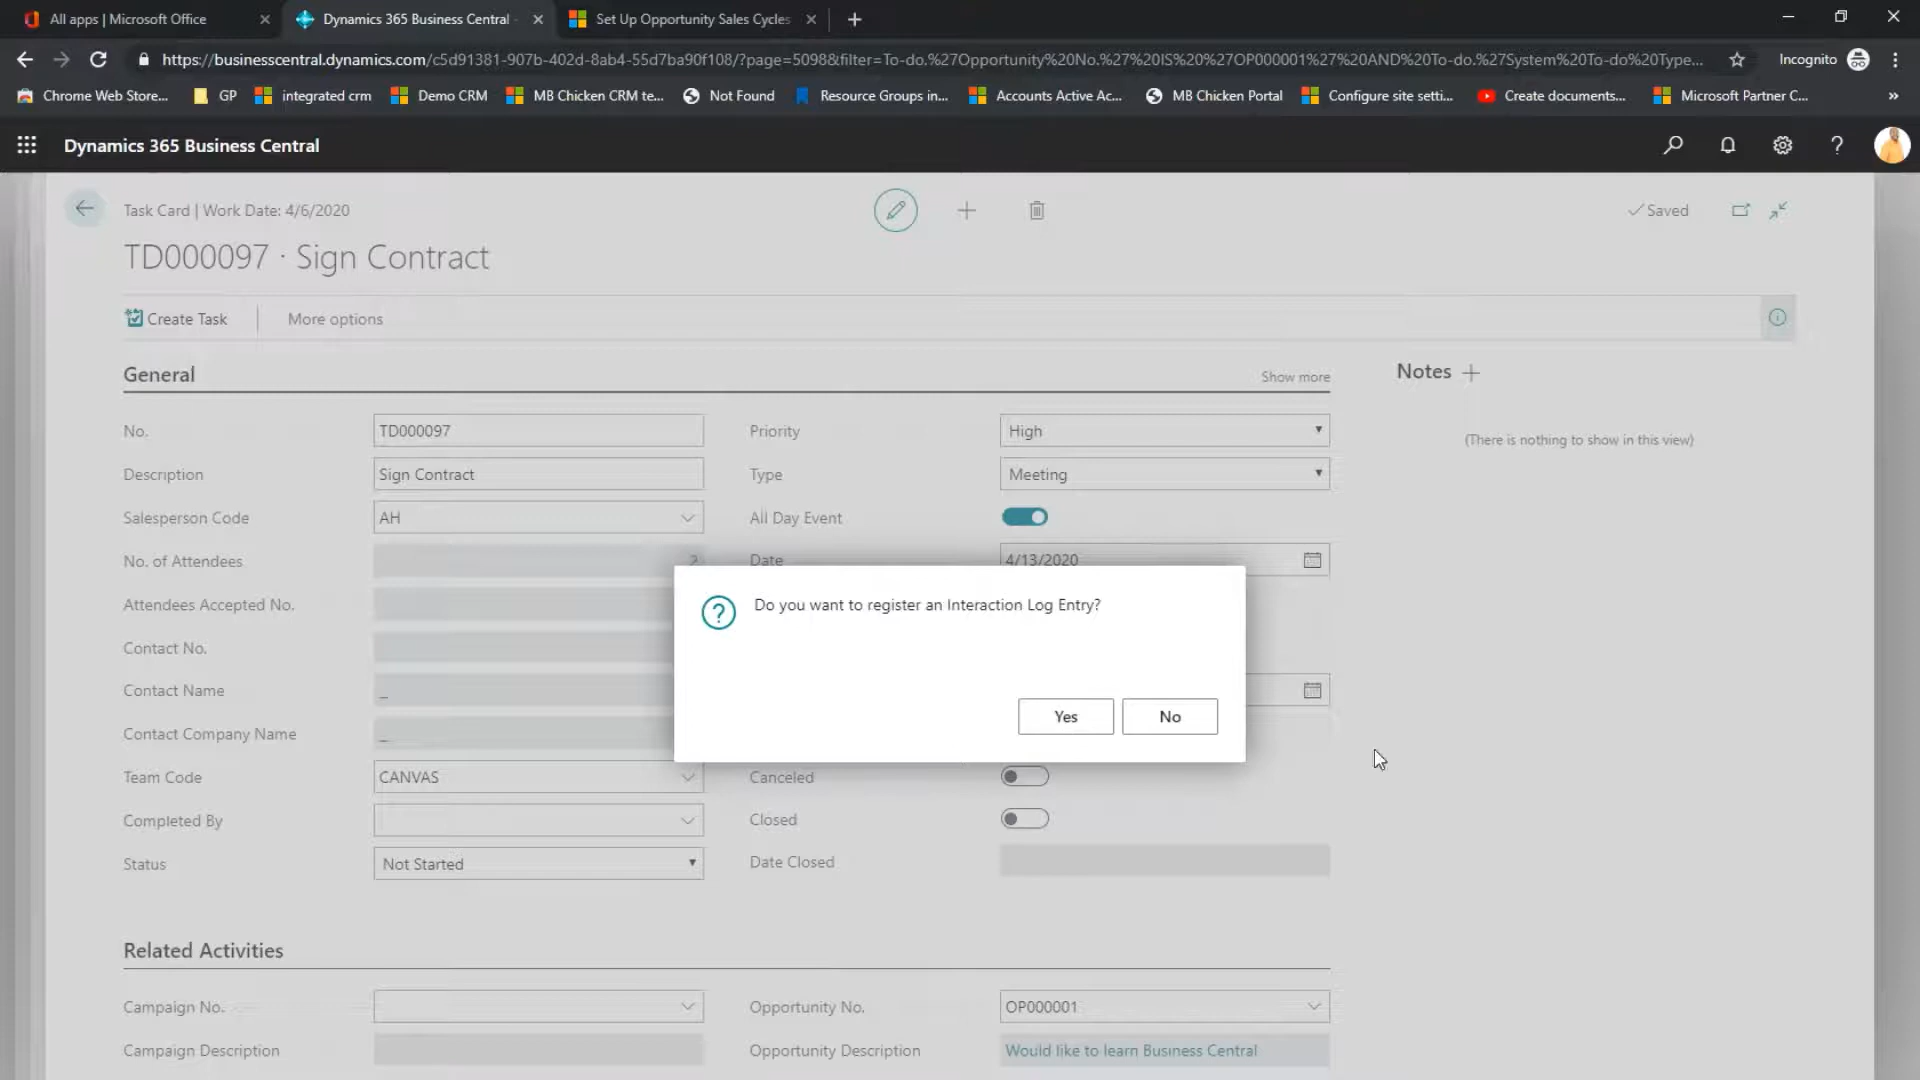 All apps | Microsoft Office
Dynamics 365 Business Central
Set Up Opportunity Sales Cycles
https://businesscentral.dynamics.com/c5d91381-907b-402d-8ab4-55d7ba90f108/?page=5098&filter=To-do.%27Opportunity%20No.%27%20IS%20%27OP000001%27%20AND%20To-do.%27System%20To-do%20Type...
Incognito
Chrome Web Store...
GP
integrated crm
Demo CRM
MB Chicken CRM te...
Not Found
Resource Groups in...
Accounts Active Ac...
MB Chicken Portal
Configure site setti...
Create documents...
Microsoft Partner C...
»
Dynamics 365 Business Central
Task Card | Work Date: 4/6/2020
Saved
TD000097 · Sign Contract
Create Task
More options
General
Show more
Notes
(There is nothing to show in this view)
No.
TD000097
Priority
High
Description
Sign Contract
Type
Meeting
Salesperson Code
AH
All Day Event
No. of Attendees
2
Date
4/13/2020
Attendees Accepted No.
Do you want to register an Interaction Log Entry?
Yes
No
Contact No.
Contact Name
_
Contact Company Name
_
Team Code
CANVAS
Canceled
Completed By
Closed
Status
Not Started
Date Closed
Related Activities
Campaign No.
Opportunity No.
OP000001
Campaign Description
Opportunity Description
Would like to learn Business Central